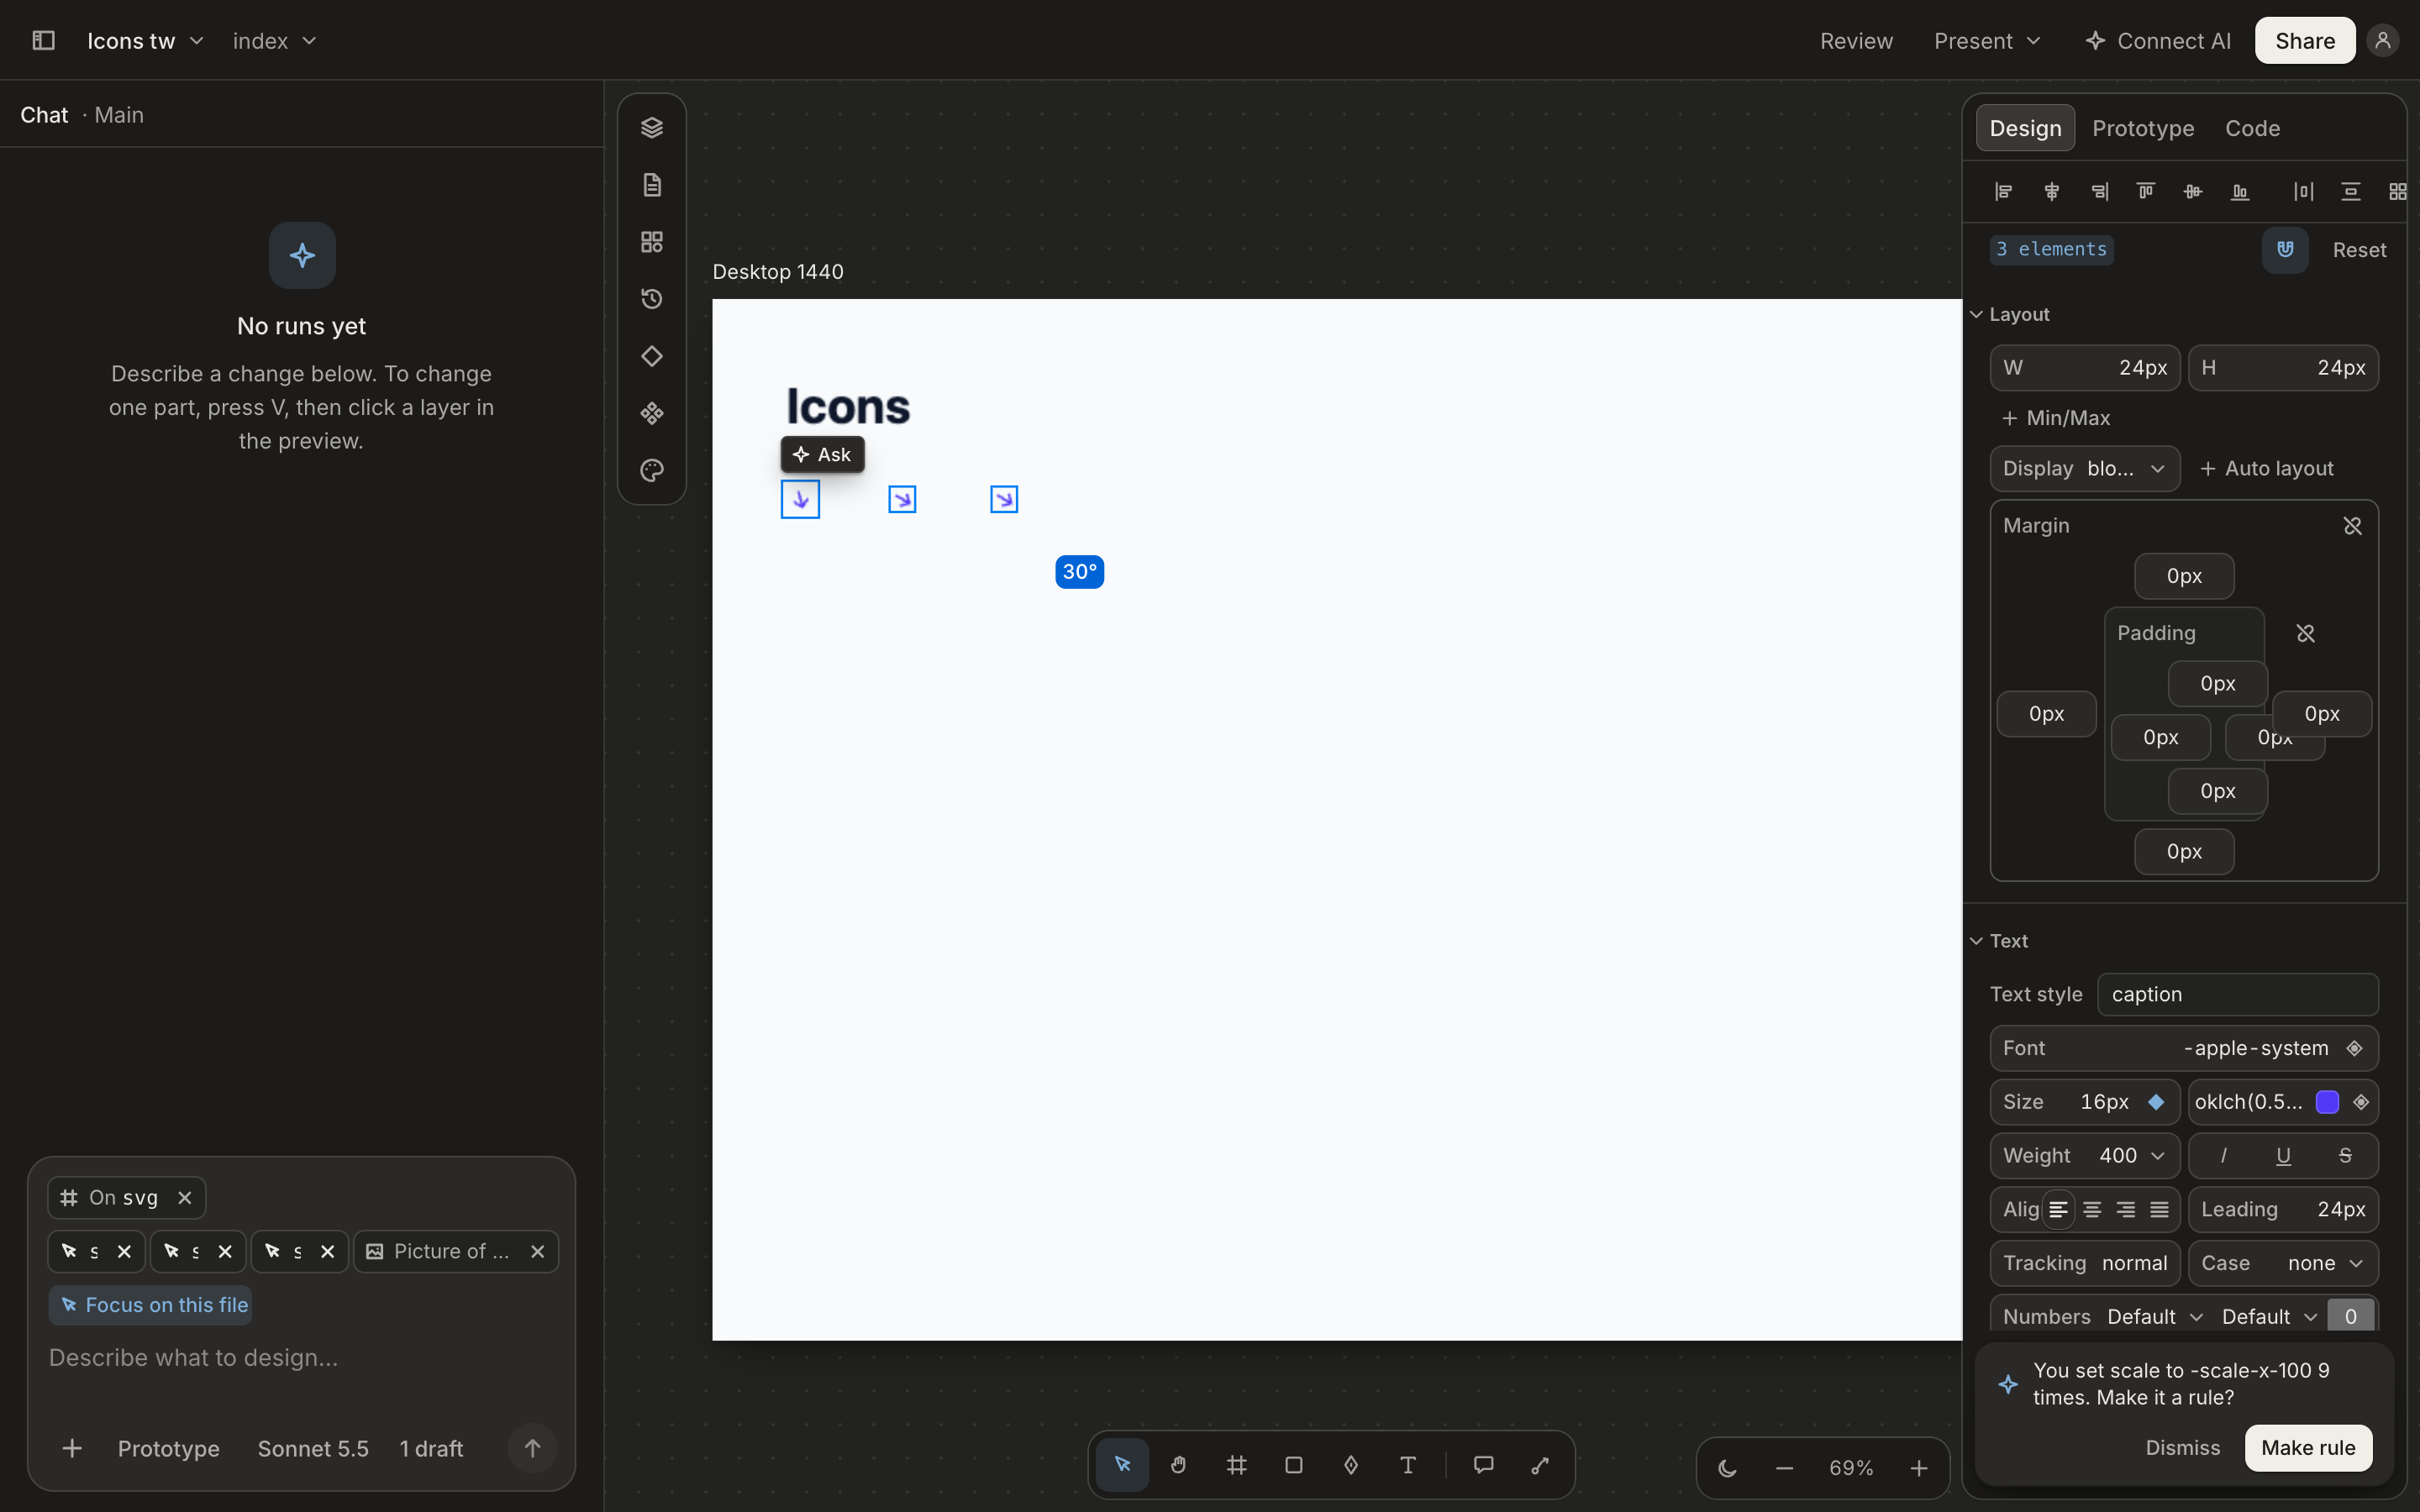 Icons tw
index
Review
Present
Connect AI
Share
Chat · Main
No runs yet
Describe a change below. To change
one part, press V, then click a layer in
the preview.
On svg
s
s
s
Picture of ...
Focus on this file
Describe what to design...
Prototype
Sonnet 5.5
1 draft
Desktop 1440
Icons
Ask
30°
69%
Design
Prototype
Code
3 elements
Reset
Layout
W 24px
H 24px
Min/Max
Display blo...
Auto layout
Margin
0px
Padding
0px
0px
0px
0px
0px
0px
0px
Text
Text style caption
Font -apple-system
Size 16px
oklch(0.5...
Weight 400
I U S
Alig
Leading 24px
Tracking normal
Case none
Numbers Default Default 0
You set scale to -scale-x-100 9
times. Make it a rule?
Dismiss
Make rule